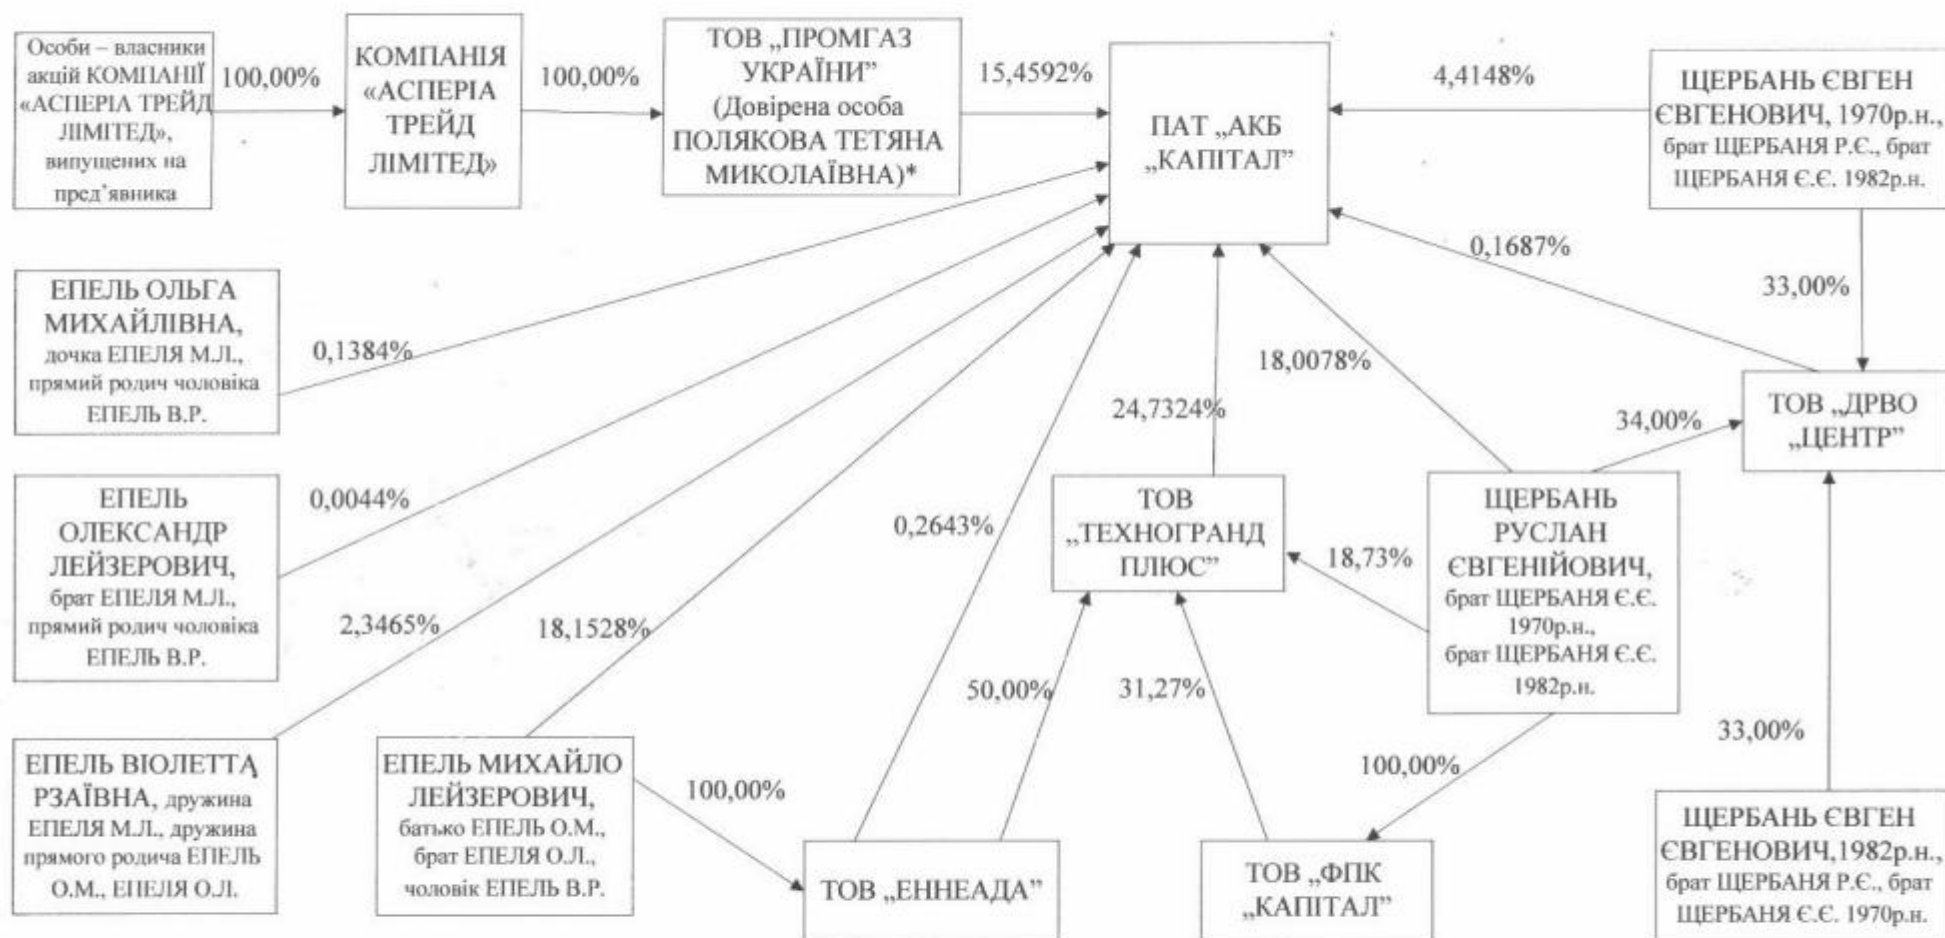 Особи – власники
акцій КОМПАНІЇ
«АСПЕРІА ТРЕЙД
ЛІМІТЕД»,
випущених на
пред’явника
100,00%
КОМПАНІЯ
«АСПЕРІА
ТРЕЙД
ЛІМІТЕД»
100,00%
ТОВ „ПРОМГАЗ
УКРАЇНИ”
(Довірена особа
ПОЛЯКОВА ТЕТЯНА
МИКОЛАЇВНА)*
15,4592%
ПАТ „АКБ
„КАПІТАЛ”
4,4148%
ЩЕРБАНЬ ЄВГЕН
ЄВГЕНОВИЧ, 1970р.н.,
брат ЩЕРБАНЯ Р.Є., брат
ЩЕРБАНЯ Є.Є. 1982р.н.
0,1687%
33,00%
ЕПЕЛЬ ОЛЬГА
МИХАЙЛІВНА,
дочка ЕПЕЛЯ М.Л.,
прямий родич чоловіка
ЕПЕЛЬ В.Р.
0,1384%
18,0078%
24,7324%
34,00%
ТОВ „ДРВО
„ЦЕНТР”
ЕПЕЛЬ
ОЛЕКСАНДР
ЛЕЙЗЕРОВИЧ,
брат ЕПЕЛЯ М.Л.,
прямий родич чоловіка
ЕПЕЛЬ В.Р.
0,0044%
0,2643%
ТОВ
„ТЕХНОГРАНД
ПЛЮС”
18,73%
ЩЕРБАНЬ
РУСЛАН
ЄВГЕНІЙОВИЧ,
брат ЩЕРБАНЯ Є.Є.
1970р.н.,
брат ЩЕРБАНЯ Є.Є.
1982р.н.
2,3465%
18,1528%
50,00%
31,27%
33,00%
ЕПЕЛЬ ВІОЛЕТТА
РЗАЇВНА, дружина
ЕПЕЛЯ М.Л., дружина
прямого родича ЕПЕЛЬ
О.М., ЕПЕЛЯ О.Л.
ЕПЕЛЬ МИХАЙЛО
ЛЕЙЗЕРОВИЧ,
батько ЕПЕЛЬ О.М.,
брат ЕПЕЛЯ О.Л.,
чоловік ЕПЕЛЬ В.Р.
100,00%
100,00%
ТОВ „ЕННЕАДА”
ТОВ „ФПК
„КАПІТАЛ”
ЩЕРБАНЬ ЄВГЕН
ЄВГЕНОВИЧ,1982р.н.,
брат ЩЕРБАНЯ Р.Є., брат
ЩЕРБАНЯ Є.Є. 1970р.н.